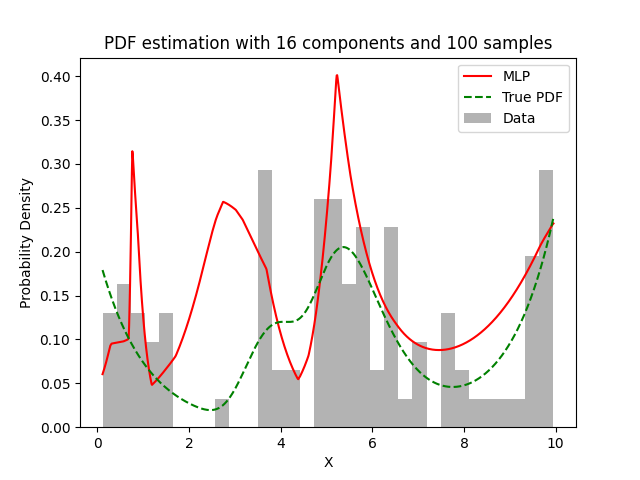 PDF estimation with 16 components and 100 samples
MLP
True PDF
Data
Probability Density
0.40
0.35
0.30
0.25
0.20
0.15
0.10
0.05
0.00
0 2 4 6 8 10
X